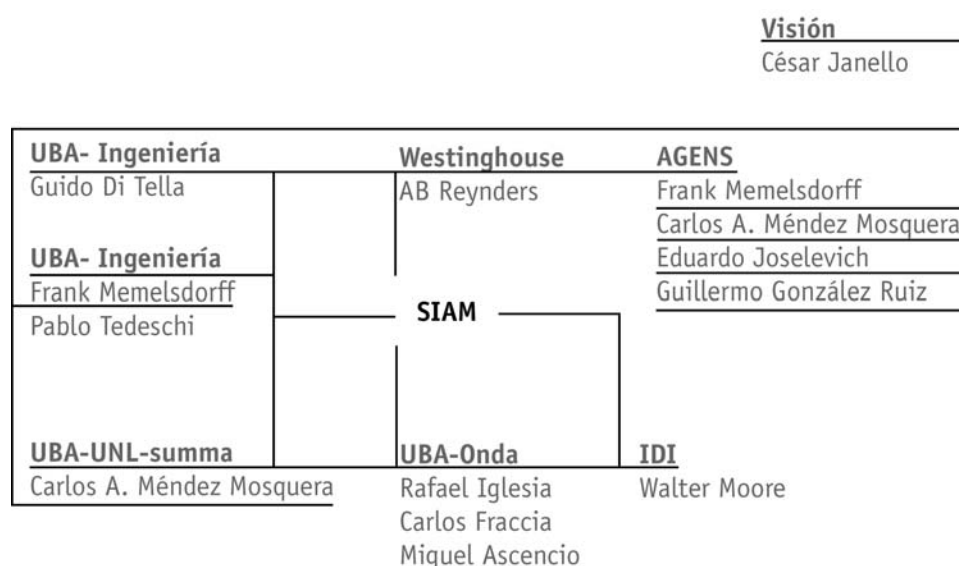 Visión
César Janello
UBA- Ingeniería
Guido Di Tella
Westinghouse
AB Reynders
AGENS
Frank Memelsdorff
Carlos A. Méndez Mosquera
Eduardo Joselevich
Guillermo González Ruiz
UBA- Ingeniería
Frank Memelsdorff
Pablo Tedeschi
SIAM
UBA-UNL-summa
Carlos A. Méndez Mosquera
UBA-Onda
Rafael Iglesia
Carlos Fraccia
Miguel Ascencio
IDI
Walter Moore